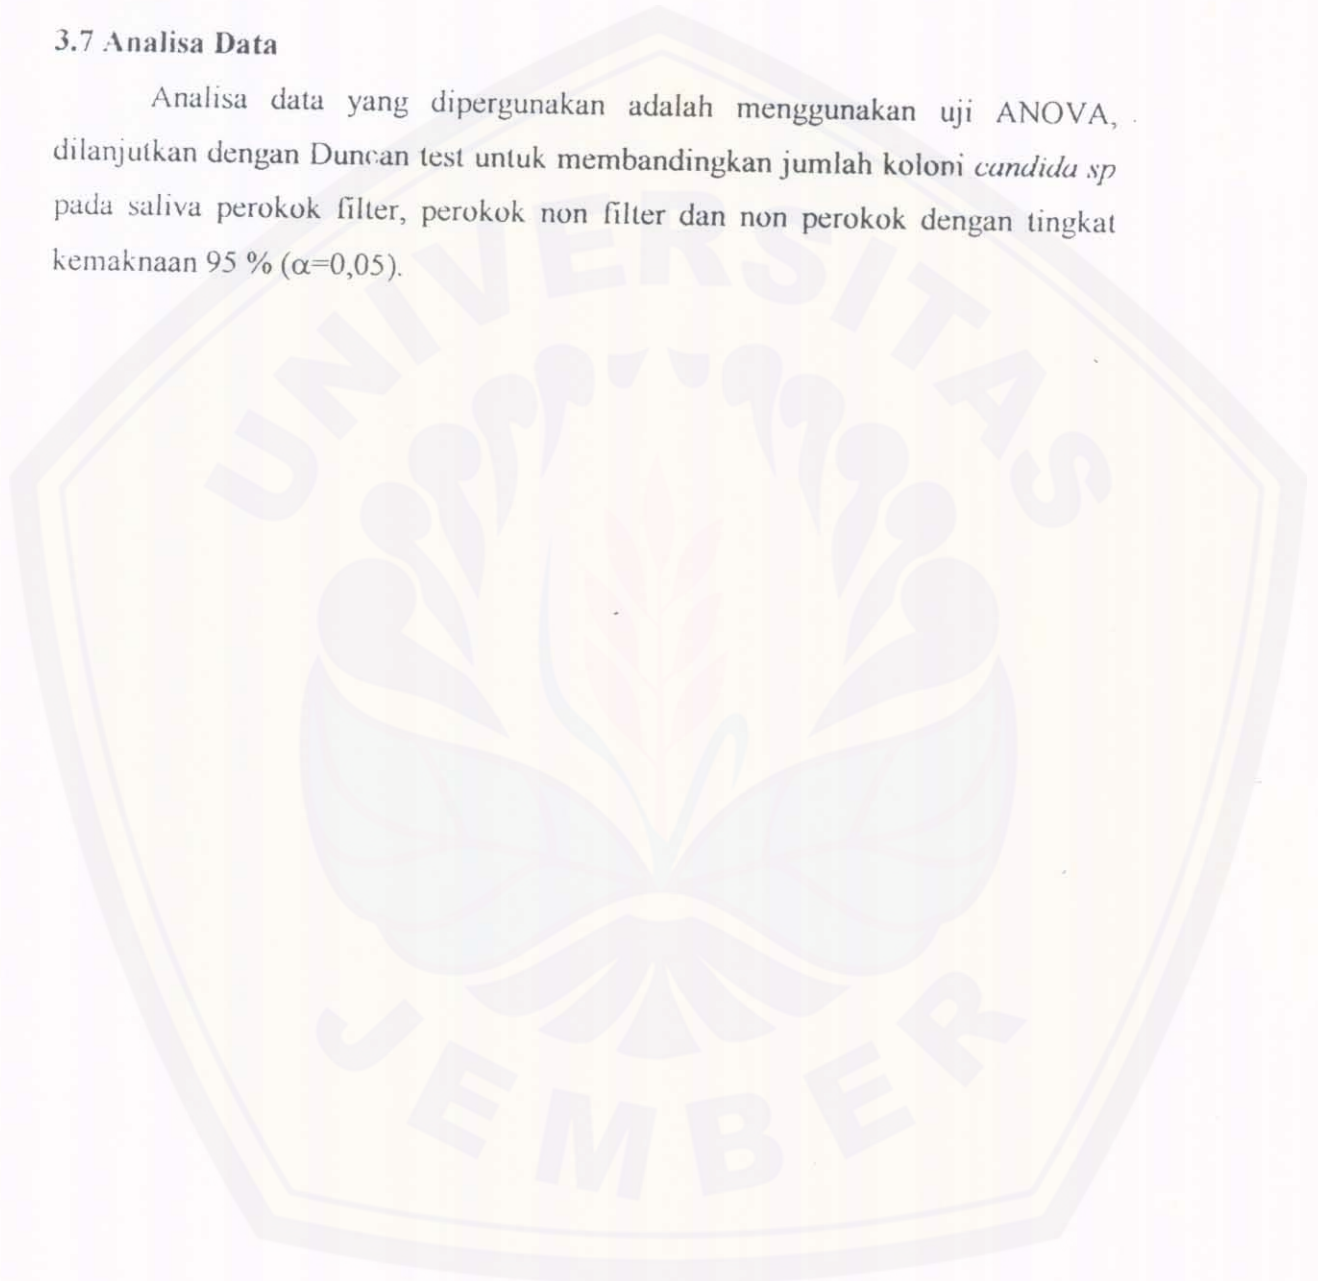 3.7 Analisa Data
Analisa data yang dipergunakan adalah menggunakan uji ANOVA,
dilanjutkan dengan Duncan test untuk membandingkan jumlah koloni candida sp
pada saliva perokok filter, perokok non filter dan non perokok dengan tingkat
kemaknaan 95 % (α=0,05).
UNIVERSITAS
JEMBER